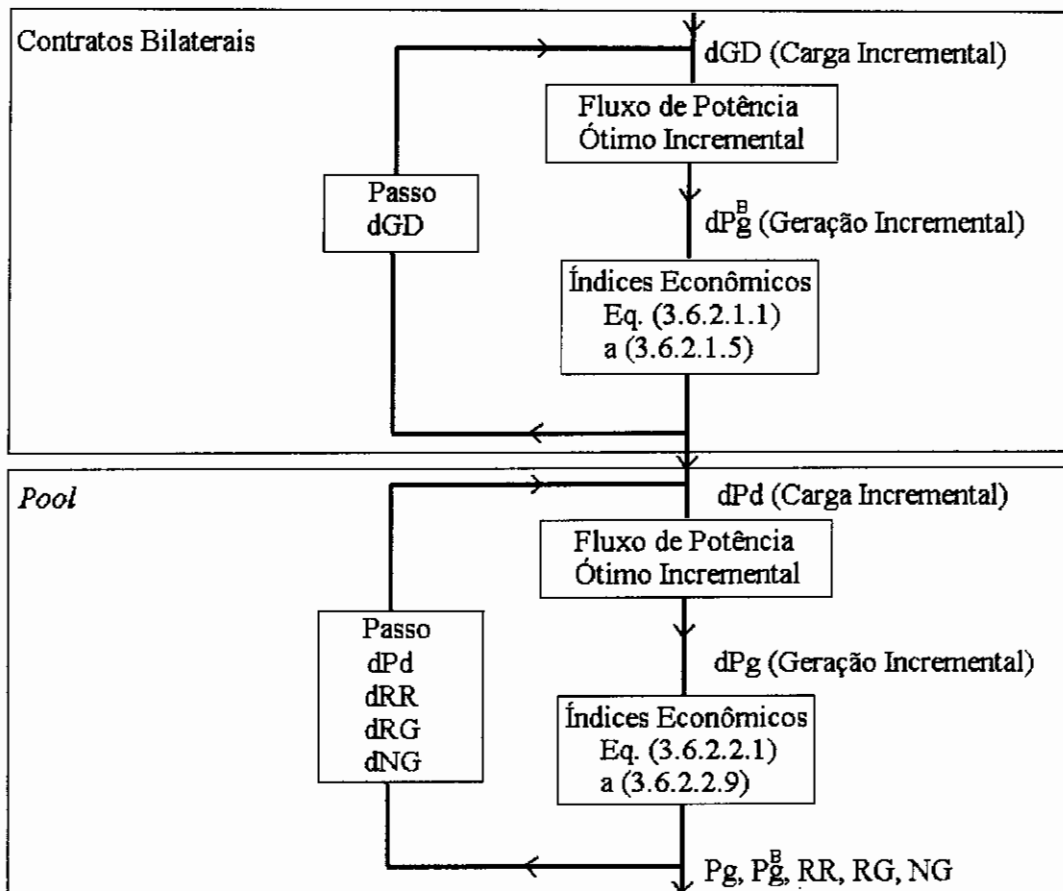 Contratos Bilaterais
dGD (Carga Incremental)
Fluxo de Potência
Ótimo Incremental
Passo
dGD
dPg^B (Geração Incremental)
Índices Econômicos
Eq. (3.6.2.1.1)
a (3.6.2.1.5)
Pool
dPd (Carga Incremental)
Fluxo de Potência
Ótimo Incremental
Passo
dPd
dRR
dRG
dNG
dPg (Geração Incremental)
Índices Econômicos
Eq. (3.6.2.2.1)
a (3.6.2.2.9)
Pg, Pg^B, RR, RG, NG